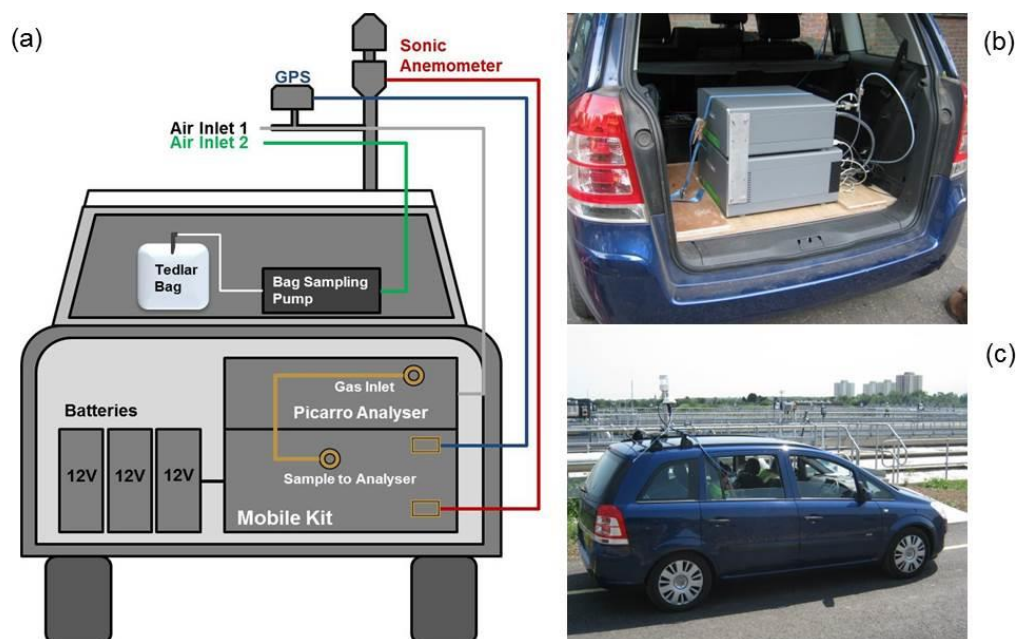 (a)
Sonic
Anemometer
GPS
Air Inlet 1
Air Inlet 2
Tedlar
Bag
Bag Sampling
Pump
Gas Inlet
Picarro Analyser
Batteries
12V
12V
12V
Sample to Analyser
Mobile Kit
(b)
(c)